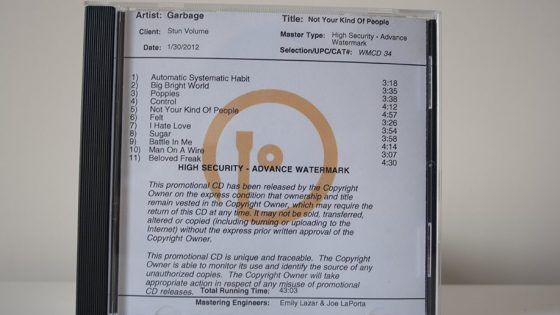 Artist: Garbage
Title: Not Your Kind Of People
Client: Stun Volume
Master Type: High Security - Advance
Watermark
Date: 1/30/2012
Selection/UPC/CAT#: WMCD 34
1) Automatic Systematic Habit 3:18
2) Big Bright World 3:35
3) Poppies 3:38
4) Control 4:12
5) Not Your Kind Of People 4:57
6) Felt 3:26
7) I Hate Love 3:54
8) Sugar 3:58
9) Battle In Me 4:14
10) Man On A Wire 3:07
11) Beloved Freak 4:30
HIGH SECURITY - ADVANCE WATERMARK
This promotional CD has been released by the Copyright
Owner on the express condition that ownership and title
remain vested in the Copyright Owner, which may require the
return of this CD at any time. It may not be sold, transferred,
altered or copied (including burning or uploading to the
Internet) without the express prior written approval of the
Copyright Owner.
This promotional CD is unique and traceable. The Copyright
Owner is able to monitor its use and identify the source of any
unauthorized copies. The Copyright Owner will take
appropriate action in respect of any misuse of promotional
CD releases.
Total Running Time: 43:03
Mastering Engineers: Emily Lazar & Joe LaPorta